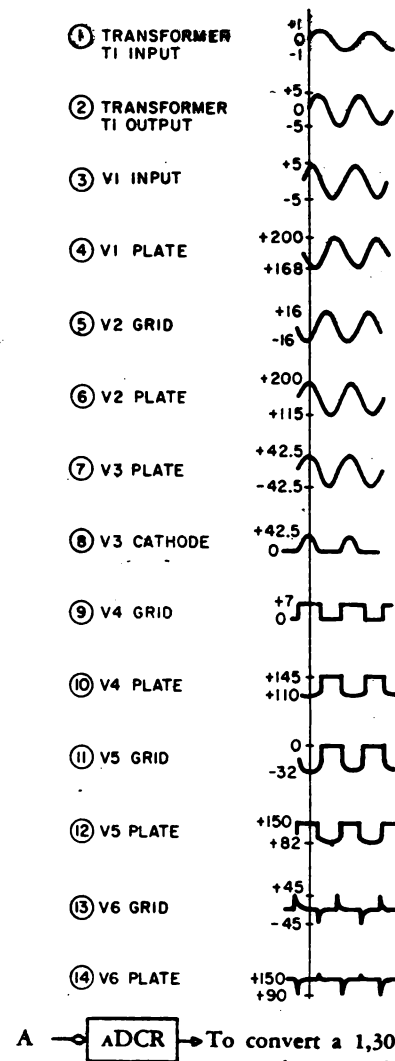 +1
① TRANSFORMER 0
T1 INPUT -1
+5
② TRANSFORMER 0
T1 OUTPUT -5
+5
③ V1 INPUT
-5
+200
④ V1 PLATE
+168
+16
⑤ V2 GRID
-16
+200
⑥ V2 PLATE
+115
+42.5
⑦ V3 PLATE
-42.5
+42.5
⑧ V3 CATHODE 0
+7
⑨ V4 GRID 0
+145
⑩ V4 PLATE +110
0
⑪ V5 GRID
-32
+150
⑫ V5 PLATE
+82
+45
⑬ V6 GRID
-45
⑭ V6 PLATE +150
+90
A ADCR To convert a 1,30